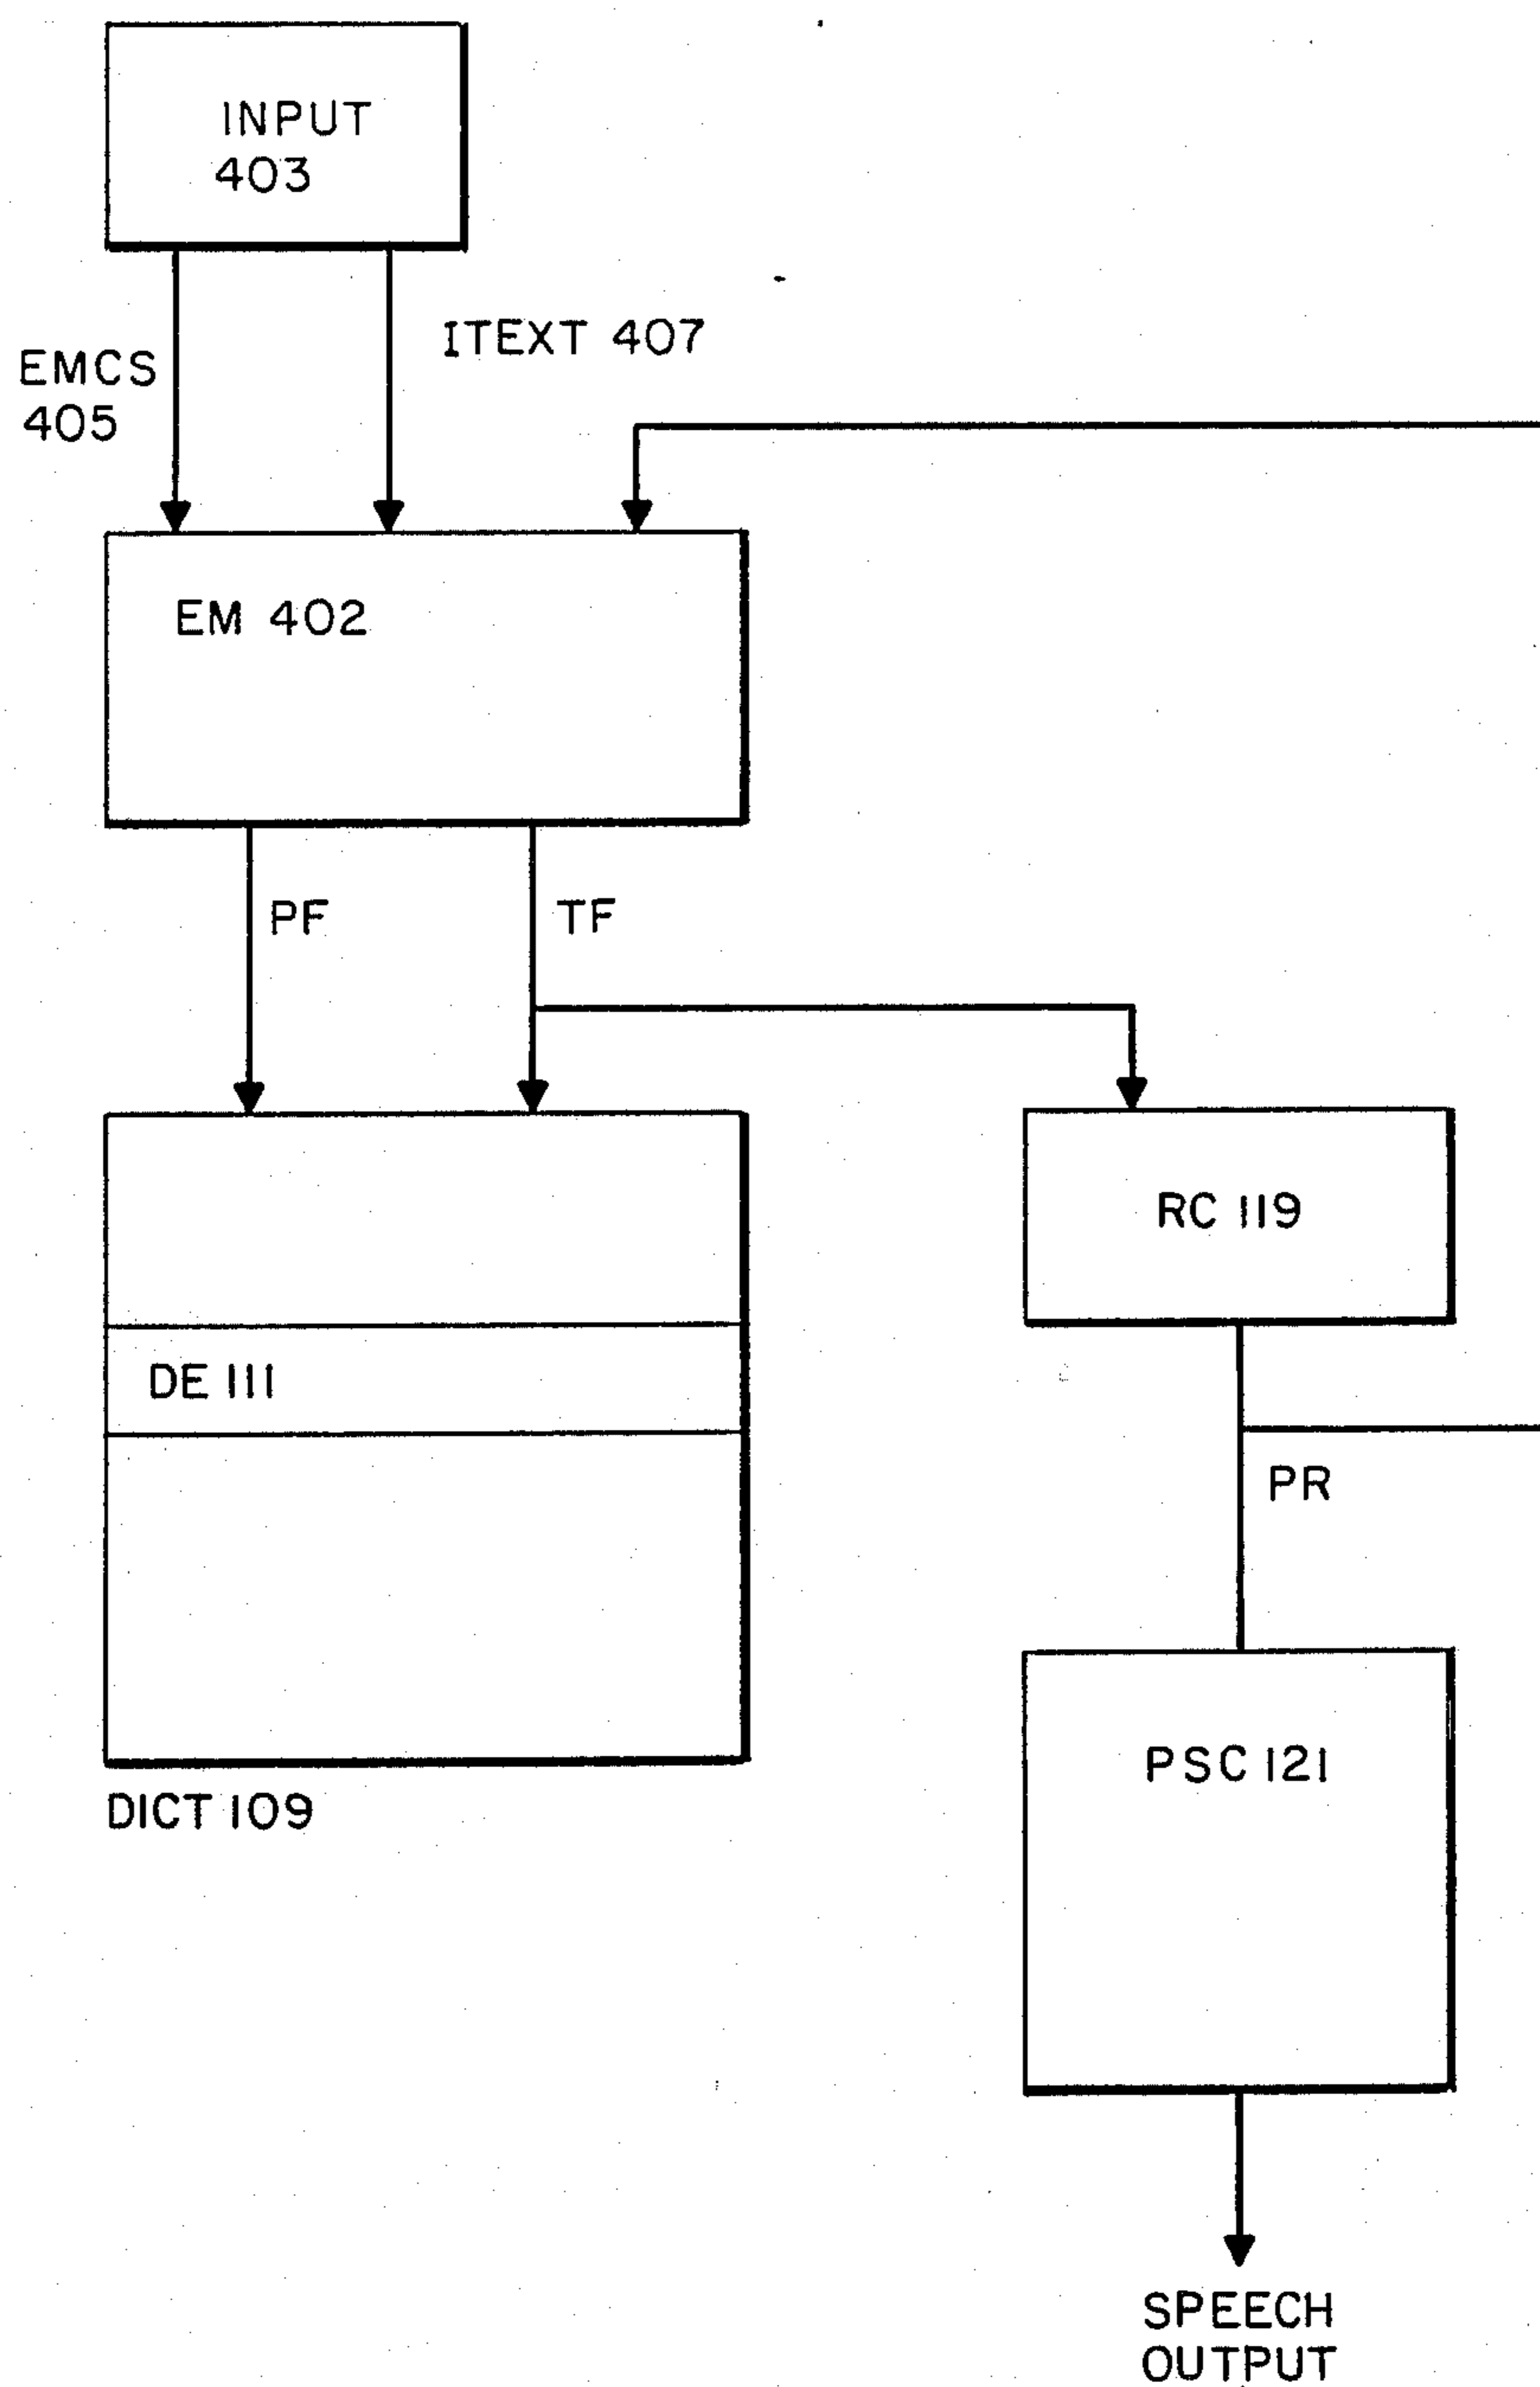 INPUT
403
EMCS
405
ITEXT 407
EM 402
PF
TF
RC 119
DE 111
PR
PSC 121
DICT 109
SPEECH
OUTPUT